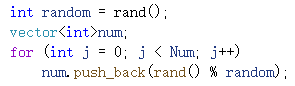 int random = rand();
vector<int>num;
for (int j = 0; j < Num; j++)
    num.push_back(rand() % random);